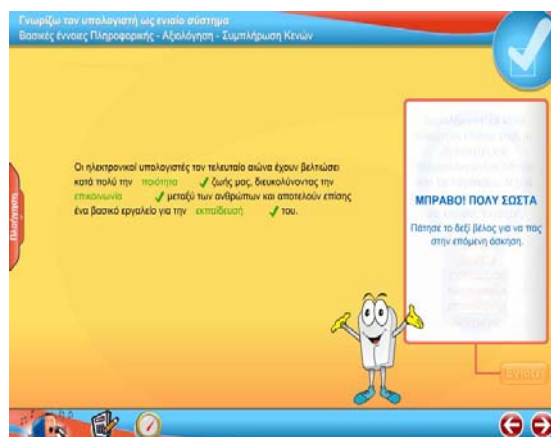 Γνωρίζω τον υπολογιστή ως ενιαίο σύστημα
Βασικές έννοιες Πληροφορικής - Αξιολόγηση - Συμπλήρωση Κενών
Οι ηλεκτρονικοί υπολογιστές τον τελευταίο αιώνα έχουν βελτιώσει
κατά πολύ την ποιότητα ζωής μας, διευκολύνοντας την
επικοινωνία μεταξύ των ανθρώπων και αποτελούν επίσης
ένα βασικό εργαλείο για την εκπαίδευσή του.
ΜΠΡΑΒΟ! ΠΟΛΥ ΣΩΣΤΑ
Πάτησε το δεξί βέλος για να πας
στην επόμενη άσκηση.
Πλοήγηση